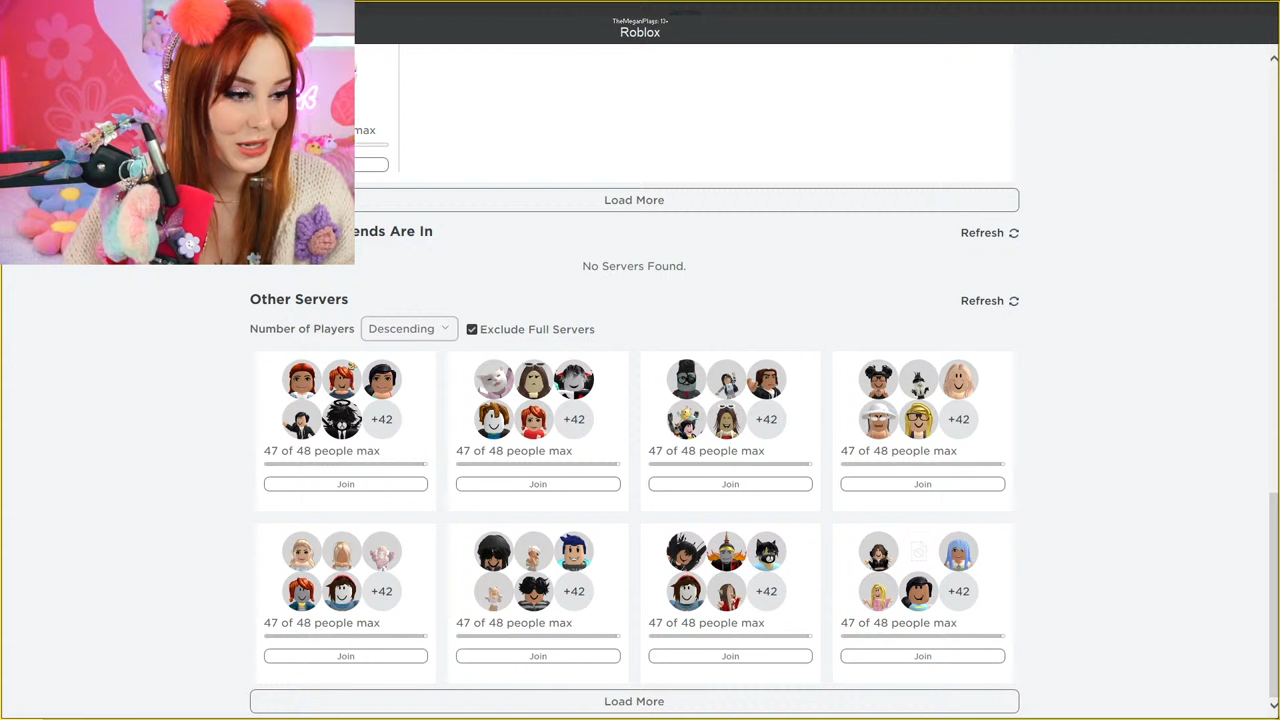 TheMeganPlays: 13+
Roblox
max
Load More
ends Are In
Refresh
No Servers Found.
Other Servers
Refresh
Number of Players
Descending
Exclude Full Servers
+42
+42
+42
+42
47 of 48 people max
47 of 48 people max
47 of 48 people max
47 of 48 people max
Join
Join
Join
Join
+42
+42
+42
+42
47 of 48 people max
47 of 48 people max
47 of 48 people max
47 of 48 people max
Join
Join
Join
Join
Load More